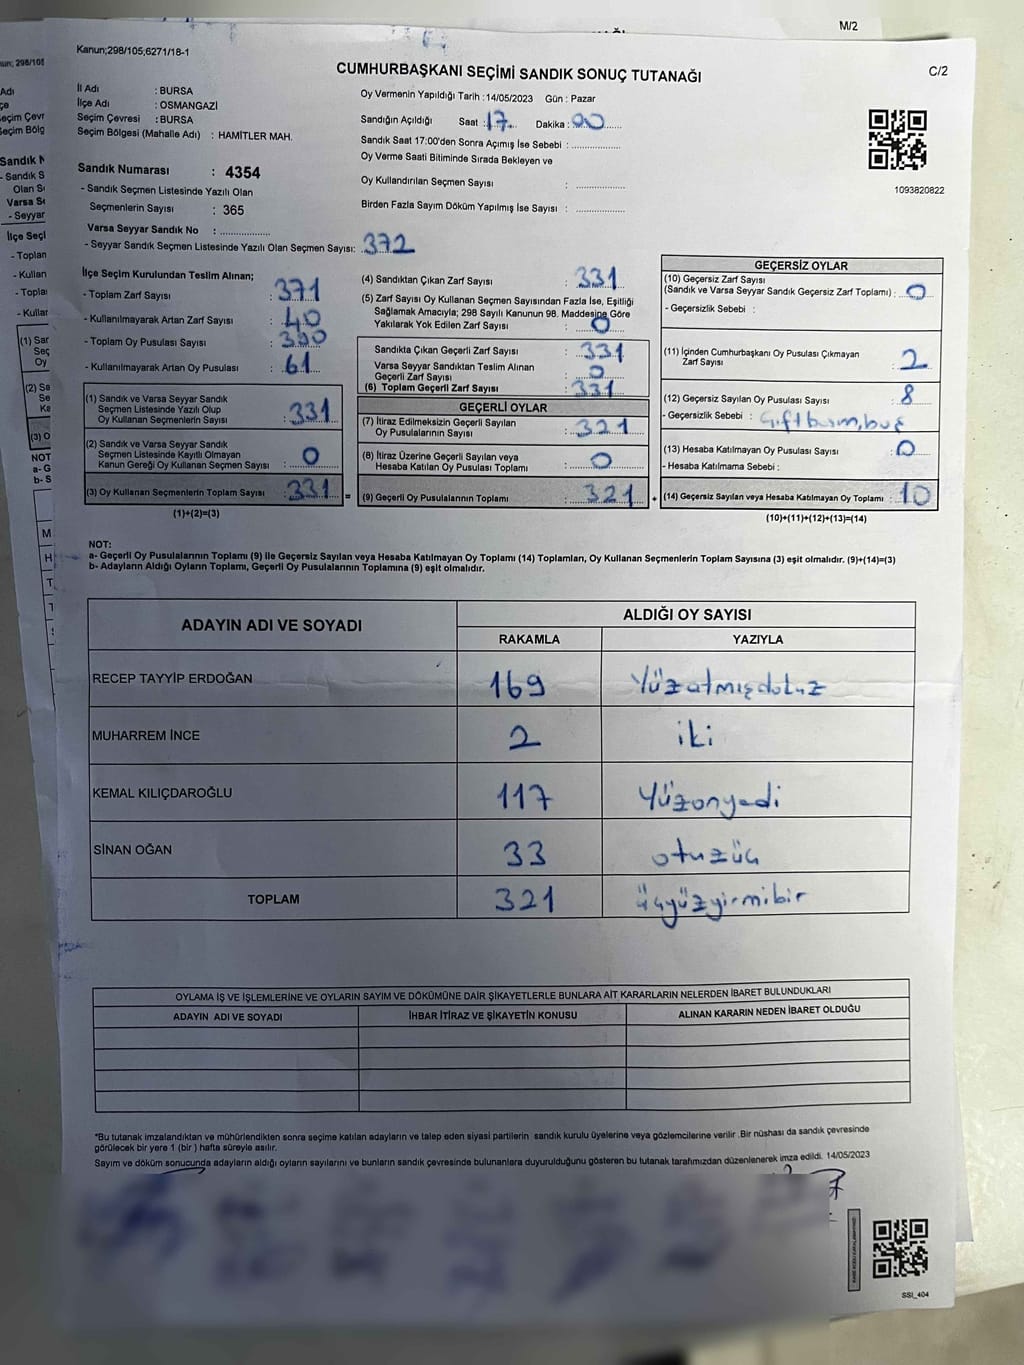 M/2
Kanun;298/105,6271/18-1
CUMHURBAŞKANI SEÇİMİ SANDIK SONUÇ TUTANAĞI
C/2
İl Adı : BURSA
İlçe Adı : OSMANGAZİ
Seçim Çevresi : BURSA
Seçim Bölgesi (Mahalle Adı) : HAMİTLER MAH.
Sandık Numarası : 4354
- Sandık Seçmen Listesinde Yazılı Olan
Seçmenlerin Sayısı : 365
Varsa Seyyar Sandık No : ..............
- Seyyar Sandık Seçmen Listesinde Yazılı Olan Seçmen Sayısı: 372
Oy Vermenin Yapıldığı Tarih :14/05/2023 Gün : Pazar
Sandığın Açıldığı Saat : 17 Dakika : 00
Sandık Saat 17:00'den Sonra Açımış İse Sebebi : ..............
Oy Verme Saati Bitiminde Sırada Bekleyen ve
Oy Kullandırılan Seçmen Sayısı : ..............
Birden Fazla Sayım Döküm Yapılmış İse Sayısı : ..............
1093820822
İlçe Seçim Kurulundan Teslim Alınan;
- Toplam Zarf Sayısı : 371
- Kullanılmayarak Artan Zarf Sayısı : 40
- Toplam Oy Pusulası Sayısı :
- Kullanılmayarak Artan Oy Pusulası : 61
(1) Sandık ve Varsa Seyyar Sandık
Seçmen Listesinde Yazılı Olup
Oy Kullanan Seçmenlerin Sayısı : 331
(2) Sandık ve Varsa Seyyar Sandık
Seçmen Listesinde Kayıtlı Olmayan
Kanun Gereği Oy Kullanan Seçmen Sayısı : 0
(3) Oy Kullanan Seçmenlerin Toplam Sayısı : 331 =
(1)+(2)=(3)
(4) Sandıktan Çıkan Zarf Sayısı : 331
(5) Zarf Sayısı Oy Kullanan Seçmen Sayısından Fazla İse, Eşitliği
Sağlamak Amacıyla; 298 Sayılı Kanunun 98. Maddesine Göre
Yakılarak Yok Edilen Zarf Sayısı : 0
Sandıkta Çıkan Geçerli Zarf Sayısı : 331
Varsa Seyyar Sandıktan Teslim Alınan
Geçerli Zarf Sayısı : 0
(6) Toplam Geçerli Zarf Sayısı : 331
GEÇERLİ OYLAR
(7) İtiraz Edilmeksizin Geçerli Sayılan
Oy Pusulalarının Sayısı : 321
(8) İtiraz Üzerine Geçerli Sayılan veya
Hesaba Katılan Oy Pusulası Toplamı : 0
(9) Geçerli Oy Pusulalarının Toplamı : 321 +
GEÇERSİZ OYLAR
(10) Geçersiz Zarf Sayısı
(Sandık ve Varsa Seyyar Sandık Geçersiz Zarf Toplamı) : 0
- Geçersizlik Sebebi :
(11) İçinden Cumhurbaşkanı Oy Pusulası Çıkmayan
Zarf Sayısı : 2
(12) Geçersiz Sayılan Oy Pusulası Sayısı : 8
- Geçersizlik Sebebi :
(13) Hesaba Katılmayan Oy Pusulası Sayısı : 0
- Hesaba Katılmama Sebebi :
(14) Geçersiz Sayılan veya Hesaba Katılmayan Oy Toplamı : 10
(10)+(11)+(12)+(13)=(14)
NOT:
a- Geçerli Oy Pusulalarının Toplamı (9) ile Geçersiz Sayılan veya Hesaba Katılmayan Oy Toplamı (14) Toplamları, Oy Kullanan Seçmenlerin Toplam Sayısına (3) eşit olmalıdır. (9)+(14)=(3)
b- Adayların Aldığı Oyların Toplamı, Geçerli Oy Pusulalarının Toplamına (9) eşit olmalıdır.
ADAYIN ADI VE SOYADI
ALDIĞI OY SAYISI
RAKAMLA YAZIYLA
RECEP TAYYİP ERDOĞAN 169 Yüzatmışdokuz
MUHARREM İNCE 2 iki
KEMAL KILIÇDAROĞLU 117 Yüzonyedi
SİNAN OĞAN 33 otuzüç
TOPLAM 321 üçyüzyirmibir
OYLAMA İŞ VE İŞLEMLERİNE VE OYLARIN SAYIM VE DÖKÜMÜNE DAİR ŞİKAYETLERLE BUNLARA AİT KARARLARIN NELERDEN İBARET BULUNDUKLARI
ADAYIN ADI VE SOYADI İHBAR İTİRAZ VE ŞİKAYETİN KONUSU ALINAN KARARIN NEDEN İBARET OLDUĞU
*Bu tutanak imzalandıktan ve mühürlendikten sonra seçime katılan adayların ve talep eden siyasi partilerin sandık kurulu üyelerine veya gözlemcilerine verilir .Bir nüshası da sandık çevresinde
görülecek bir yere 1 (bir ) hafta süreyle asılır.
Sayım ve döküm sonucunda adayların aldığı oyların sayılarını ve bunların sandık çevresinde bulunanlara duyurulduğunu gösteren bu tutanak tarafımızdan düzenlenerek imza edildi. 14/05/2023
SSI_404